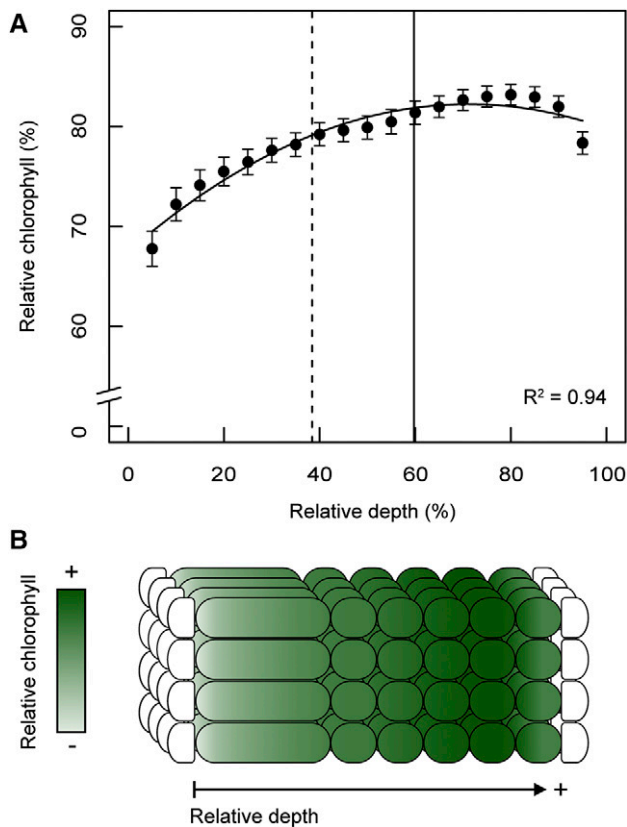 A
90
80
70
60
0
Relative chlorophyll (%)
R² = 0.94
0 20 40 60 80 100
Relative depth (%)
B
+
Relative chlorophyll
-
+
Relative depth